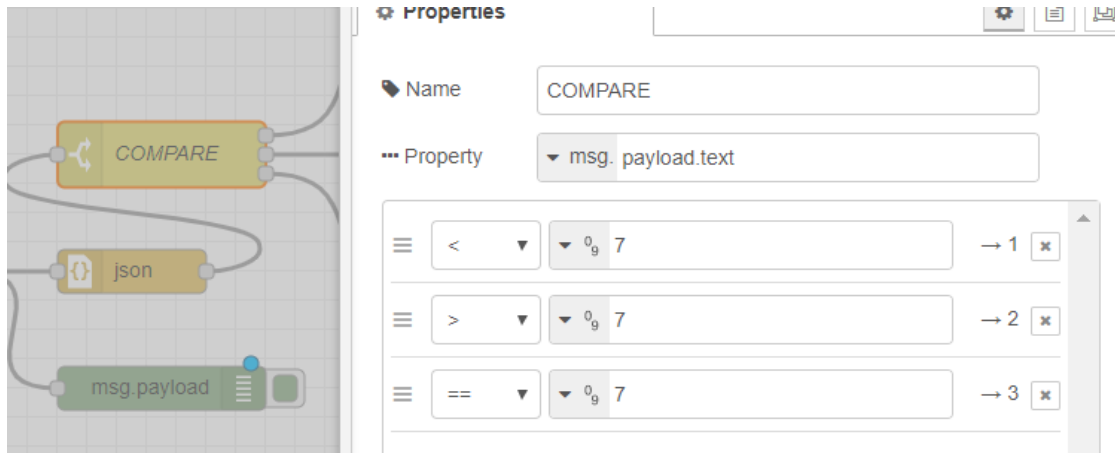 Properties
Name
COMPARE
Property
msg. payload.text
< 7 → 1
> 7 → 2
== 7 → 3
COMPARE
json
msg.payload